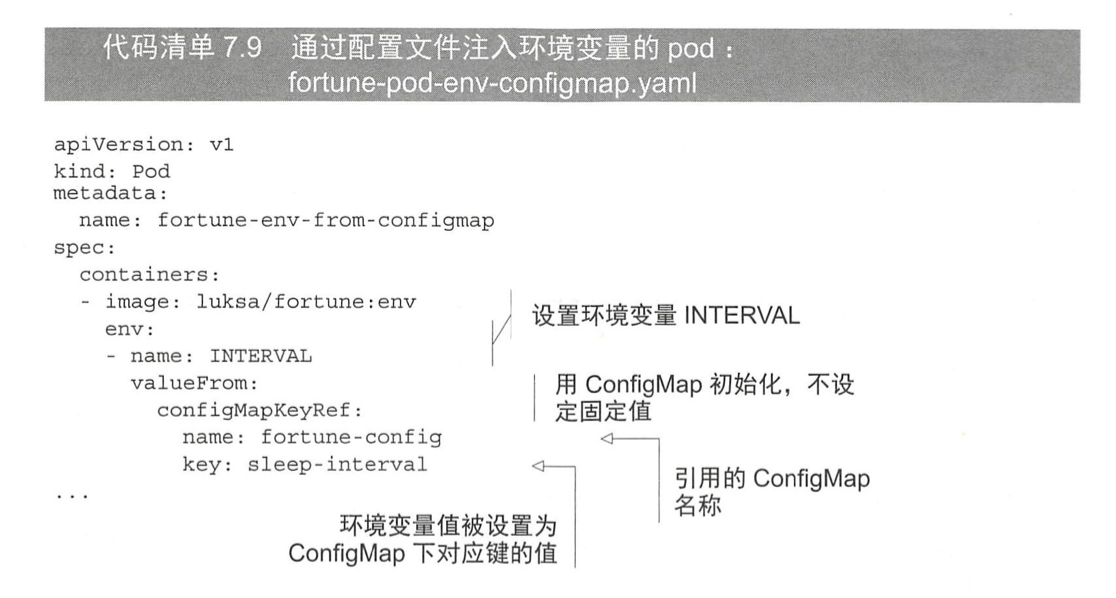 代码清单 7.9 通过配置文件注入环境变量的 pod：
fortune-pod-env-configmap.yaml
apiVersion: v1
kind: Pod
metadata:
  name: fortune-env-from-configmap
spec:
  containers:
  - image: luksa/fortune:env
    env:
    - name: INTERVAL
      valueFrom:
        configMapKeyRef:
          name: fortune-config
          key: sleep-interval
...
设置环境变量 INTERVAL
用 ConfigMap 初始化，不设
定固定值
引用的 ConfigMap
名称
环境变量值被设置为
ConfigMap 下对应键的值